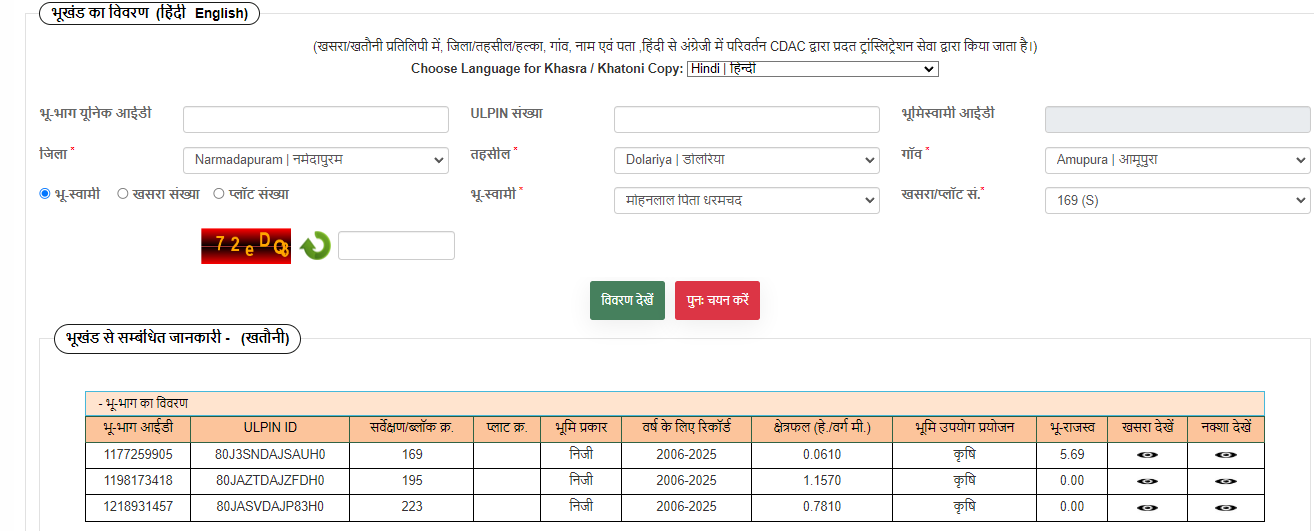 भूखंड का विवरण (हिंदी English)
(खसरा/खतौनी प्रतिलिपी में, जिला/तहसील/हल्का, गांव, नाम एवं पता ,हिंदी से अंग्रेजी में परिवर्तन CDAC द्वारा प्रदत ट्रांस्लिट्रेशन सेवा द्वारा किया जाता है।)
Choose Language for Khasra / Khatoni Copy: Hindi | हिन्दी
भू-भाग यूनिक आईडी ULPIN संख्या भूमिस्वामी आईडी
जिला * Narmadapuram | नर्मदापुरम तहसील * Dolariya | डोलरिया गाँव * Amupura | आमूपुरा
भू-स्वामी खसरा संख्या प्लॉट संख्या भू-स्वामी * मोहनलाल पिता धरमचंद खसरा/प्लॉट सं.* 169 (S)
72eDQ8
विवरण देखें पुनः चयन करें
भूखंड से सम्बंधित जानकारी - (खतौनी)
- भू-भाग का विवरण
भू-भाग आईडी ULPIN ID सर्वेक्षण/ब्लॉक क्र. प्लाट क्र. भूमि प्रकार वर्ष के लिए रिकॉर्ड क्षेत्रफल (हे./वर्ग मी.) भूमि उपयोग प्रयोजन भू-राजस्व खसरा देखें नक्शा देखें
1177259905 80J3SNDAJSAUH0 169 निजी 2006-2025 0.0610 कृषि 5.69
1198173418 80JAZTDAJZFDH0 195 निजी 2006-2025 1.1570 कृषि 0.00
1218931457 80JASVDAJP83H0 223 निजी 2006-2025 0.7810 कृषि 0.00